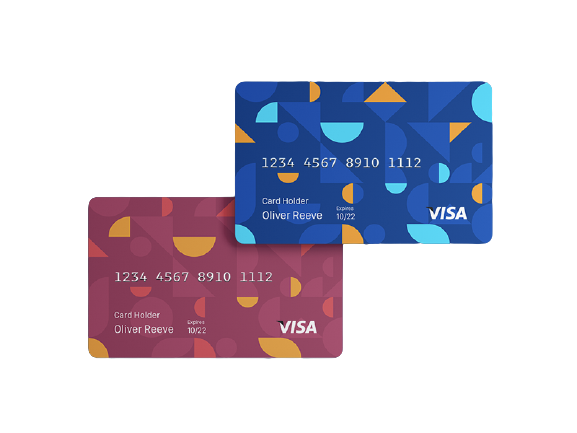 1234 4567 8910 1112
Card Holder
Oliver Reeve
Expires
10/22
VISA
1234 4567 8910 1112
Card Holder
Oliver Reeve
Expires
10/22
VISA